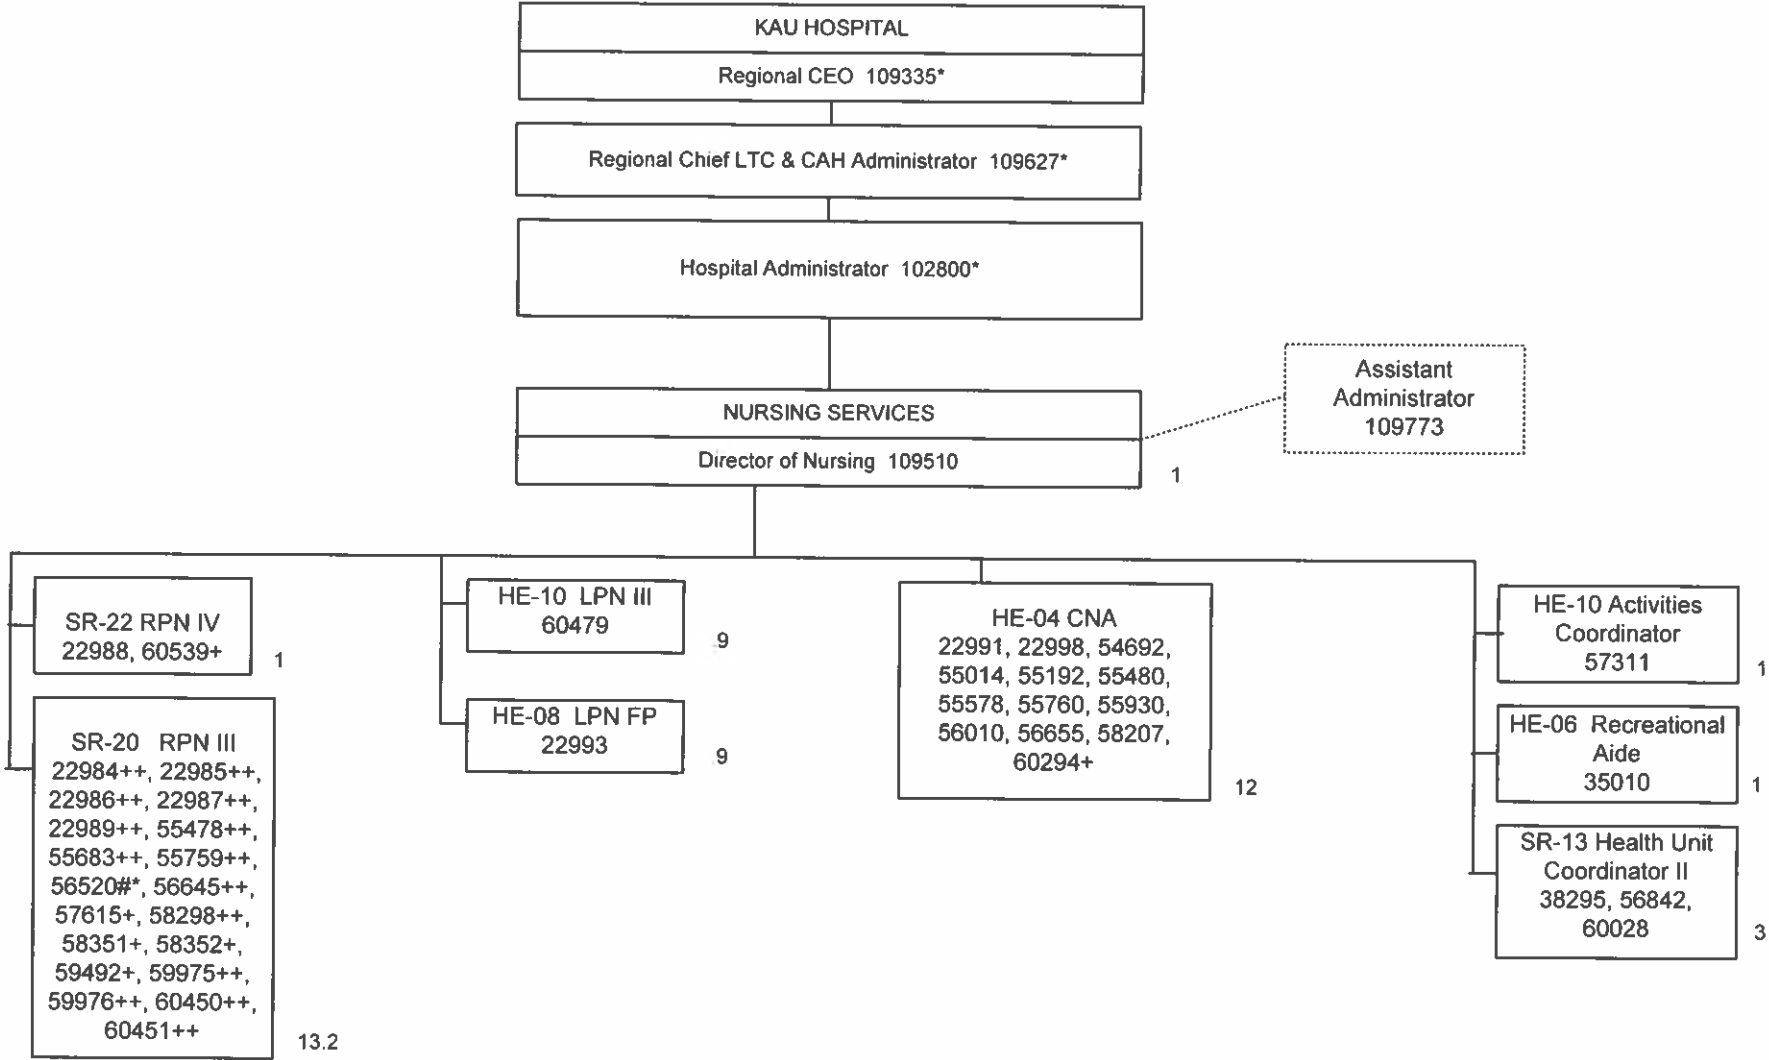 KAU HOSPITAL
Regional CEO 109335*
Regional Chief LTC & CAH Administrator 109627*
Hospital Administrator 102800*
NURSING SERVICES
Director of Nursing 109510
1
Assistant
Administrator
109773
SR-22 RPN IV
22988, 60539+
1
SR-20 RPN III
22984++, 22985++,
22986++, 22987++,
22989++, 55478++,
55683++, 55759++,
56520#*, 56645++,
57615+, 58298++,
58351+, 58352+,
59492+, 59975++,
59976++, 60450++,
60451++
13.2
HE-10 LPN III
60479
.9
HE-08 LPN FP
22993
.9
HE-04 CNA
22991, 22998, 54692,
55014, 55192, 55480,
55578, 55760, 55930,
56010, 56655, 58207,
60294+
12
HE-10 Activities
Coordinator
57311
1
HE-06 Recreational
Aide
35010
1
SR-13 Health Unit
Coordinator II
38295, 56842,
60028
3